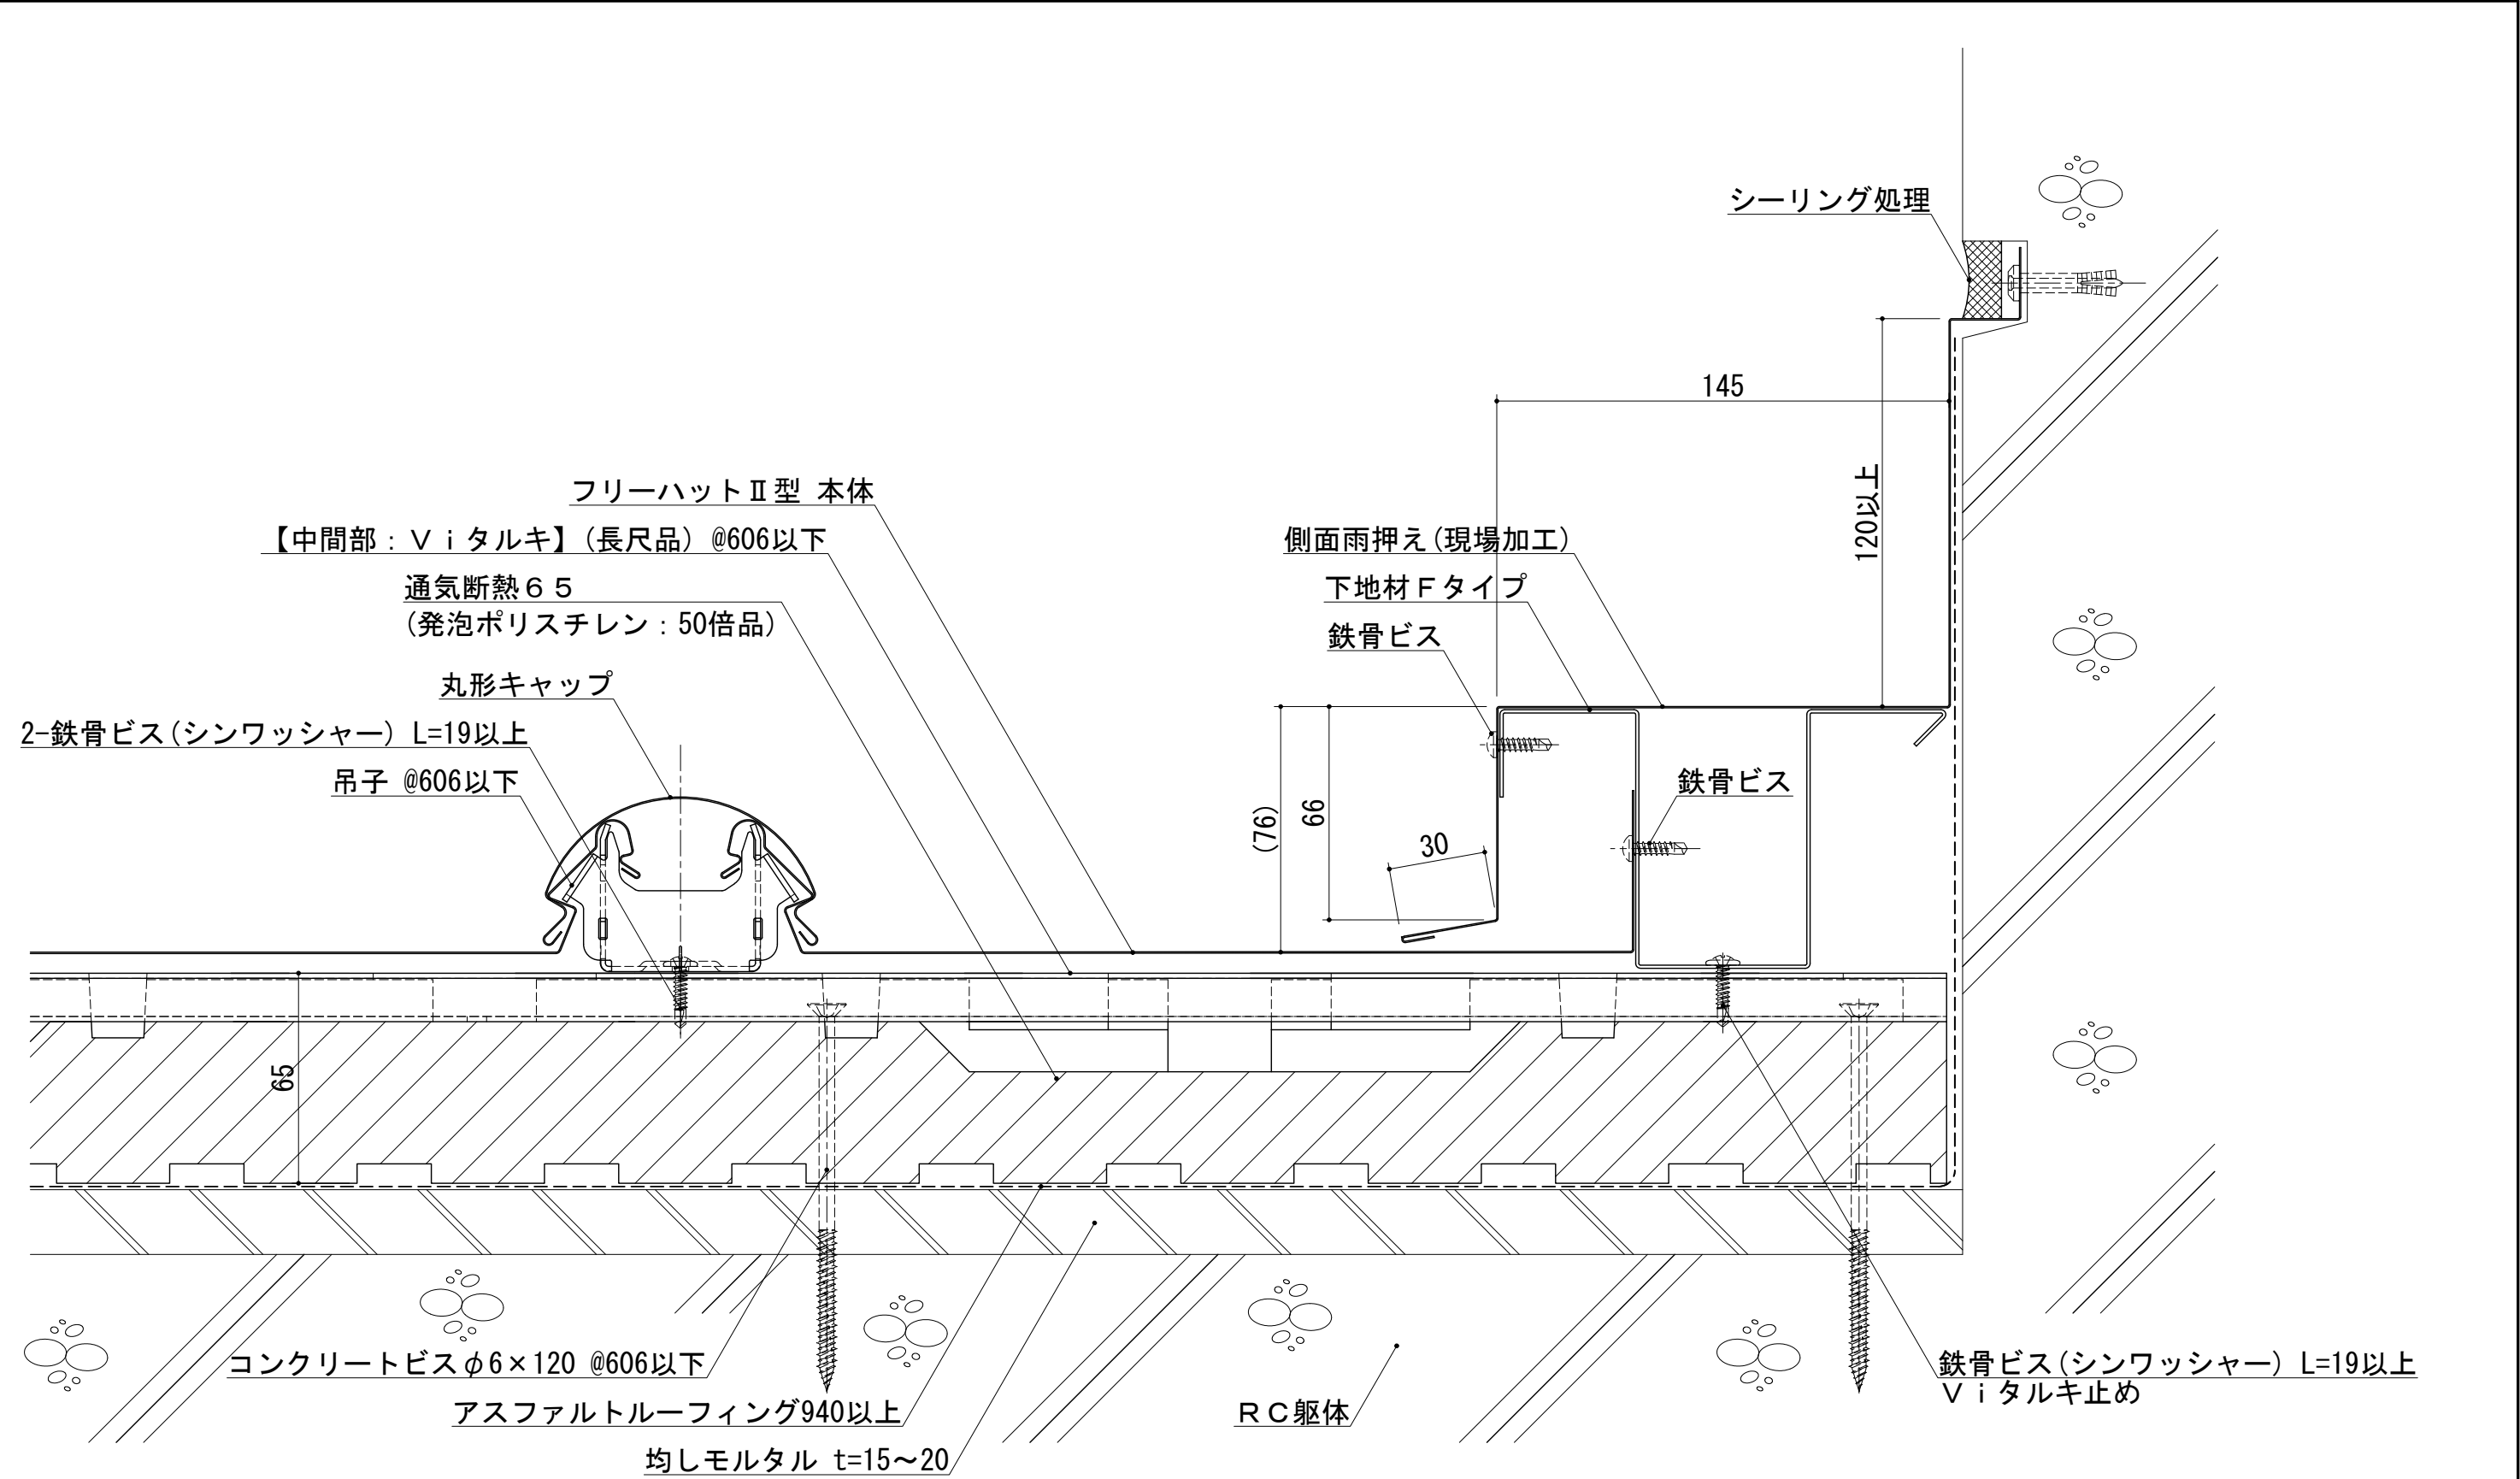 シーリング処理
145
120以上
フリーハットⅡ型 本体
【中間部：Ｖｉタルキ】(長尺品) @606以下
通気断熱６５
(発泡ポリスチレン：50倍品)
丸形キャップ
2-鉄骨ビス(シンワッシャー) L=19以上
吊子 @606以下
側面雨押え(現場加工)
下地材Ｆタイプ
鉄骨ビス
鉄骨ビス
(76)
66
30
65
コンクリートビスφ6×120 @606以下
アスファルトルーフィング940以上
均しモルタル t=15～20
ＲＣ躯体
鉄骨ビス(シンワッシャー) L=19以上
Ｖｉタルキ止め